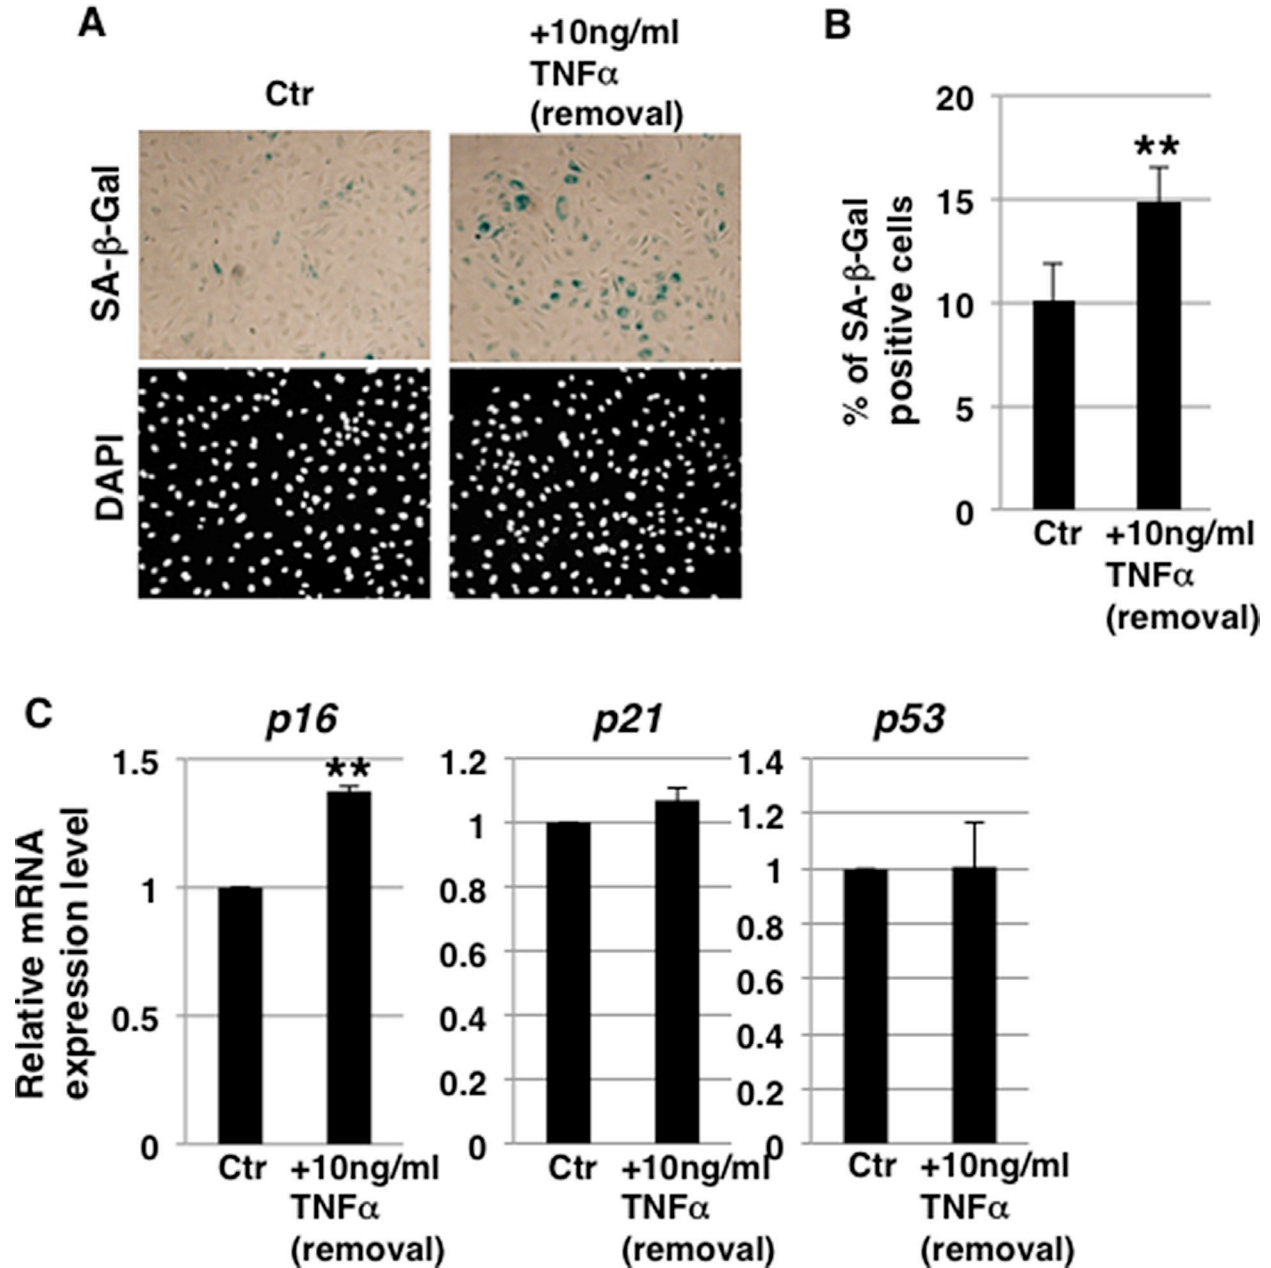 A
Ctr
+10ng/ml
TNFα
(removal)
SA-β-Gal
DAPI
B
% of SA-β-Gal
positive cells
20
15
10
5
0
**
Ctr
+10ng/ml
TNFα
(removal)
C
Relative mRNA
expression level
p16
1.5
1
0.5
0
**
Ctr
+10ng/ml
TNFα
(removal)
p21
1.2
1
0.8
0.6
0.4
0.2
0
Ctr
+10ng/ml
TNFα
(removal)
p53
1.4
1.2
1
0.8
0.6
0.4
0.2
0
Ctr
+10ng/ml
TNFα
(removal)